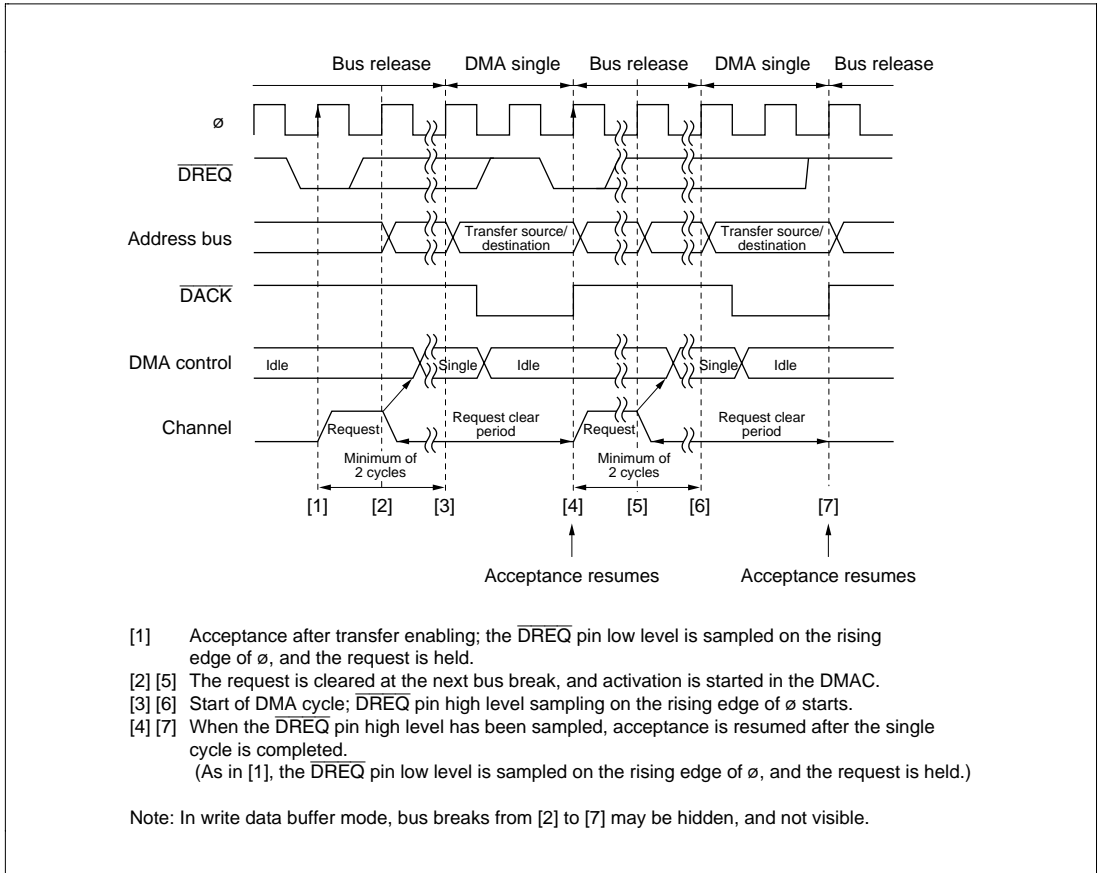 Bus release DMA single Bus release DMA single Bus release
ø
DREQ
Address bus
Transfer source/
destination
Transfer source/
destination
DACK
DMA control
Idle Single Idle Single Idle
Channel
Request
Request clear
period
Request
Request clear
period
Minimum of
2 cycles
Minimum of
2 cycles
[1] [2] [3] [4] [5] [6] [7]
Acceptance resumes Acceptance resumes
[1] Acceptance after transfer enabling; the DREQ pin low level is sampled on the rising
edge of ø, and the request is held.
[2] [5] The request is cleared at the next bus break, and activation is started in the DMAC.
[3] [6] Start of DMA cycle; DREQ pin high level sampling on the rising edge of ø starts.
[4] [7] When the DREQ pin high level has been sampled, acceptance is resumed after the single
cycle is completed.
(As in [1], the DREQ pin low level is sampled on the rising edge of ø, and the request is held.)
Note: In write data buffer mode, bus breaks from [2] to [7] may be hidden, and not visible.